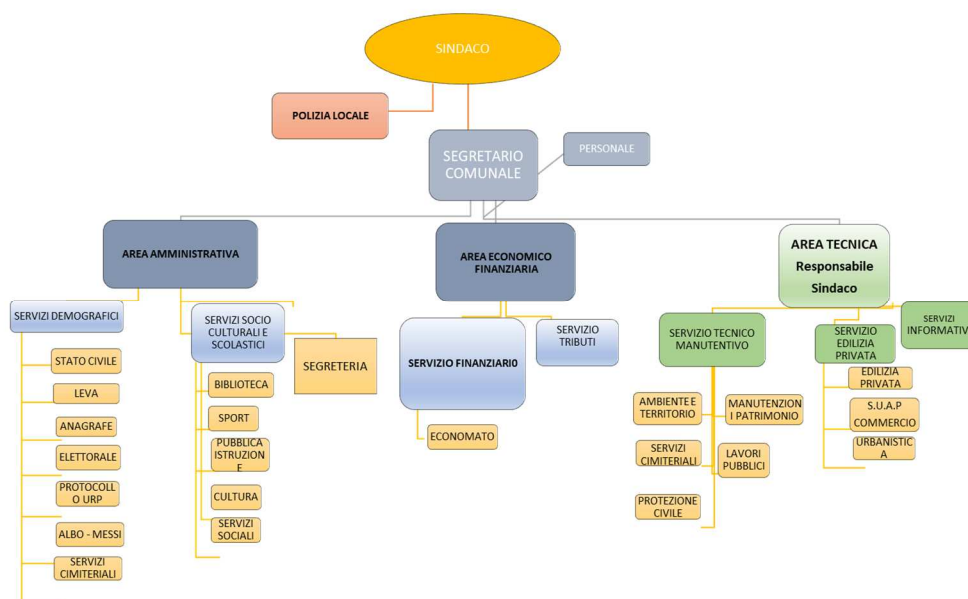 SINDACO
POLIZIA LOCALE
SEGRETARIO
COMUNALE
PERSONALE
AREA AMMINISTRATIVA
AREA ECONOMICO
FINANZIARIA
AREA TECNICA
Responsabile
Sindaco
SERVIZI DEMOGRAFICI
STATO CIVILE
LEVA
ANAGRAFE
ELETTORALE
PROTOCOLL
O URP
ALBO - MESSI
SERVIZI
CIMITERIALI
SERVIZI SOCIO
CULTURALI E
SCOLASTICI
BIBLIOTECA
SPORT
PUBBLICA
ISTRUZION
E
CULTURA
SERVIZI
SOCIALI
SEGRETERIA
SERVIZIO FINANZIARI0
ECONOMATO
SERVIZIO
TRIBUTI
SERVIZIO TECNICO
MANUTENTIVO
AMBIENTE E
TERRITORIO
SERVIZI
CIMITERIALI
PROTEZIONE
CIVILE
MANUTENZION
I PATRIMONIO
LAVORI
PUBBLICI
SERVIZIO
EDILIZIA
PRIVATA
EDILIZIA
PRIVATA
S.U.A.P
COMMERCIO
URBANISTIC
A
SERVIZI
INFORMATIVI